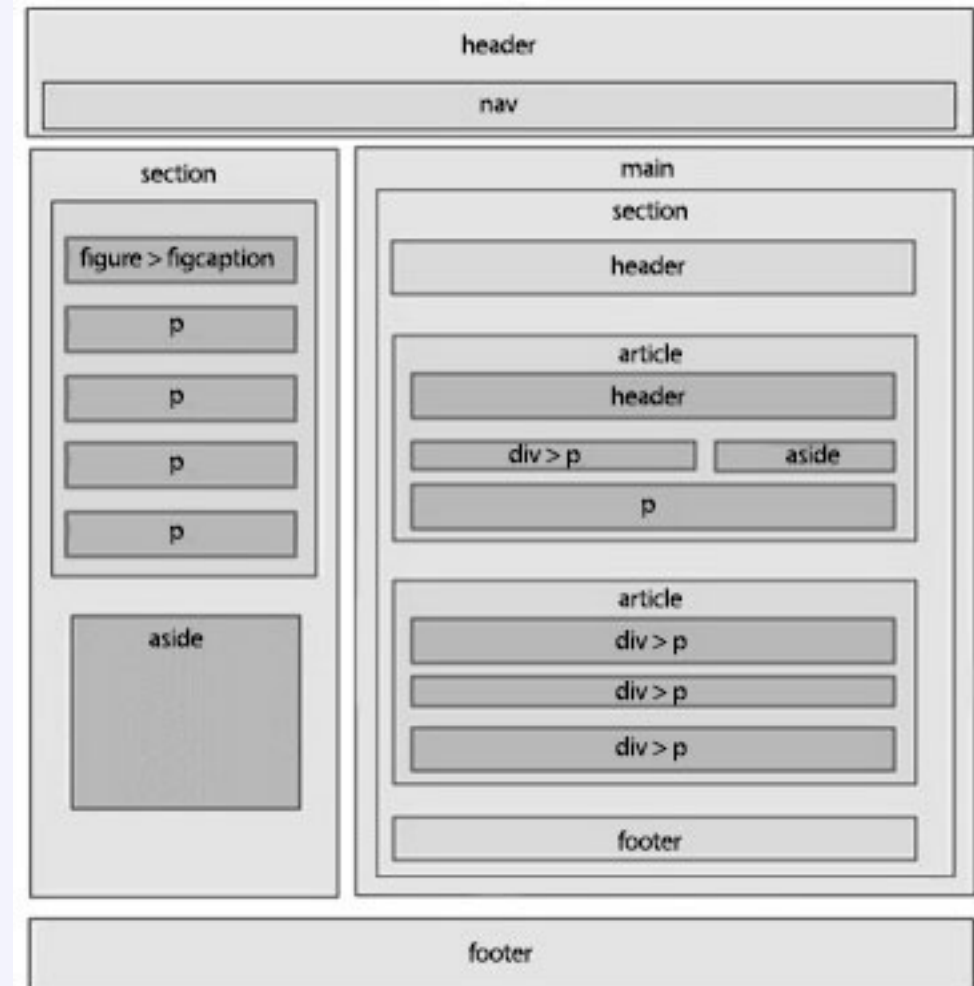 header
nav
section
figure > figcaption
p
p
p
p
aside
main
section
header
article
header
div > p
aside
p
article
div > p
div > p
div > p
footer
footer